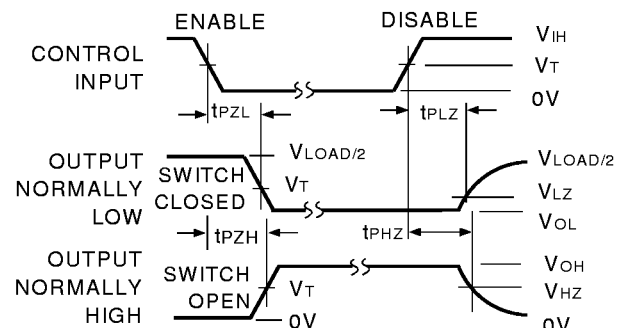 ENABLE
DISABLE
CONTROL
INPUT
VIH
VT
0V
tPZL
tPLZ
OUTPUT
NORMALLY
LOW
SWITCH
CLOSED
VLOAD/2
VT
VLOAD/2
VLZ
VOL
tPZH
tPHZ
OUTPUT
NORMALLY
HIGH
SWITCH
OPEN
VT
0V
VOH
VHZ
0V